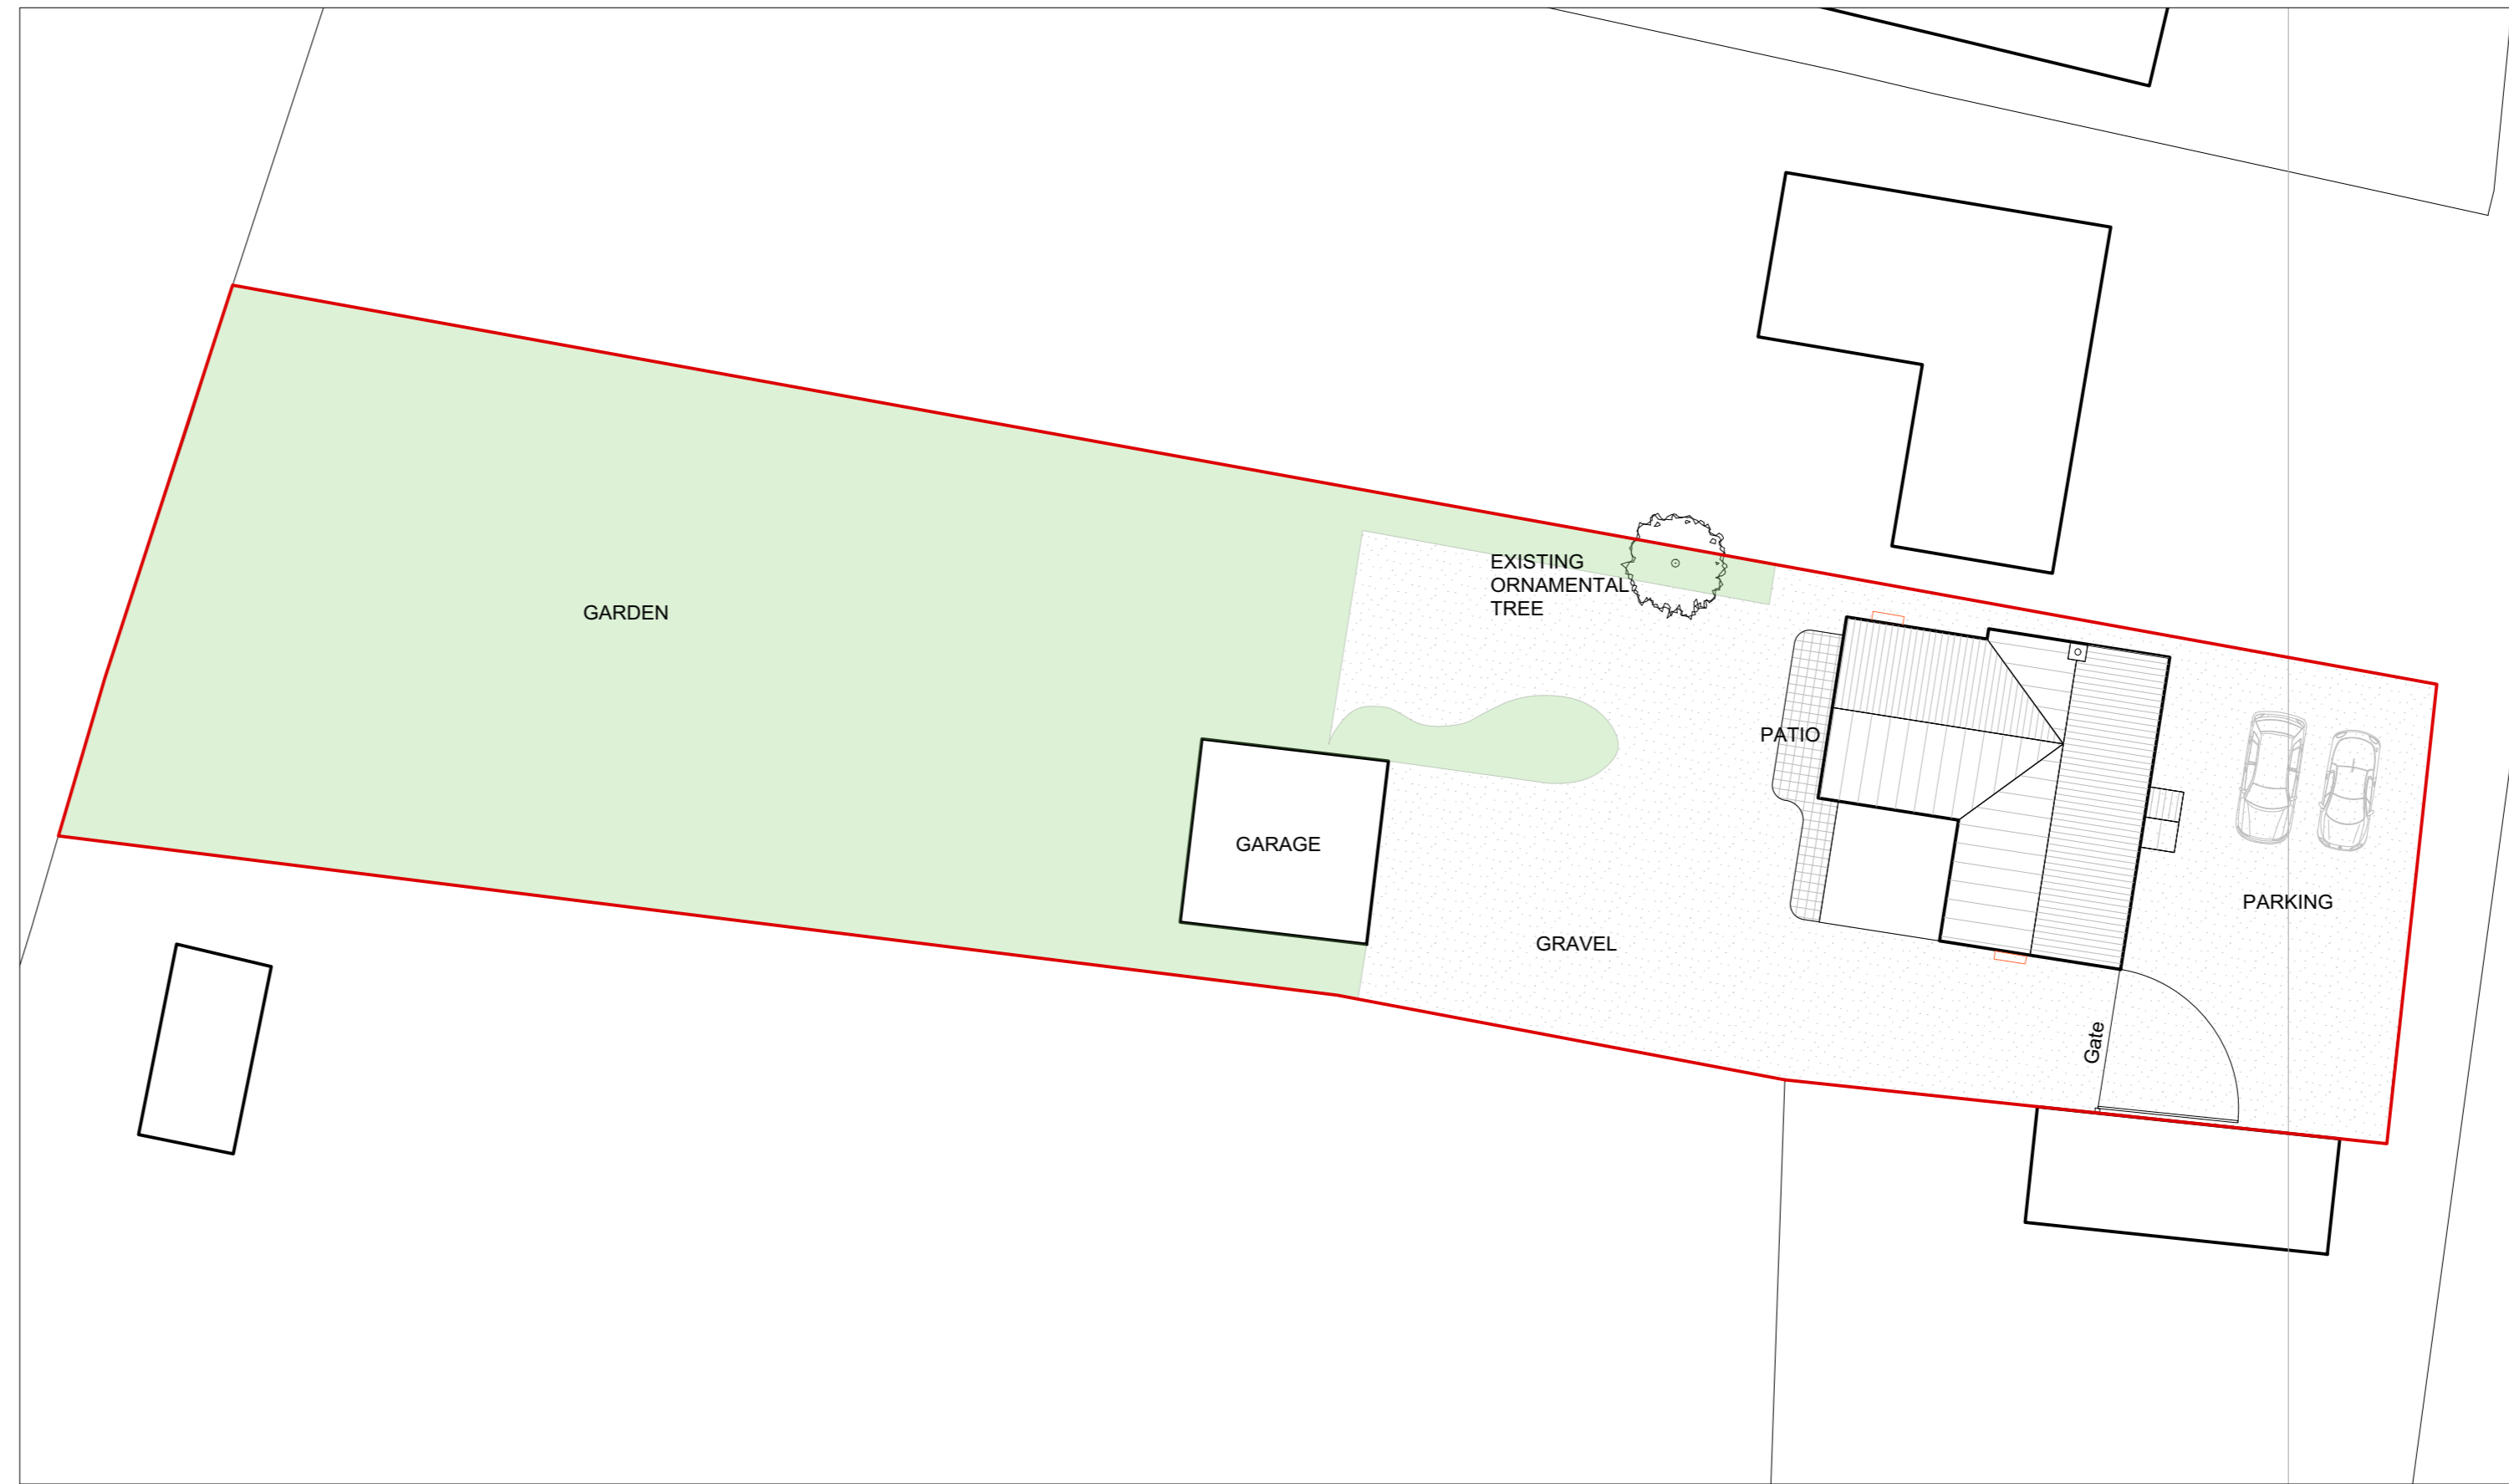 EXISTING
ORNAMENTAL
TREE
GARDEN
PATIO
GARAGE
PARKING
GRAVEL
Gate